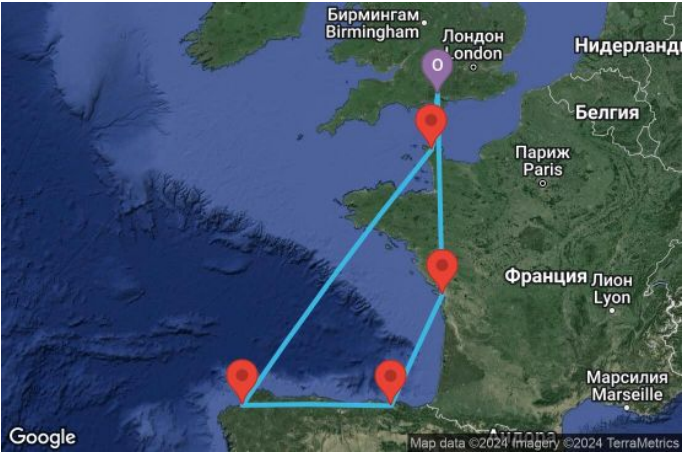 Бирмингам
Birmingham
Лондон
London
О
Нидерланды
Бельгия
Париж
Paris
Франция
Лион
Lyon
Марсилия
Marseille
Андора
Google
Map data ©2024 Imagery ©2024 TerraMetrics